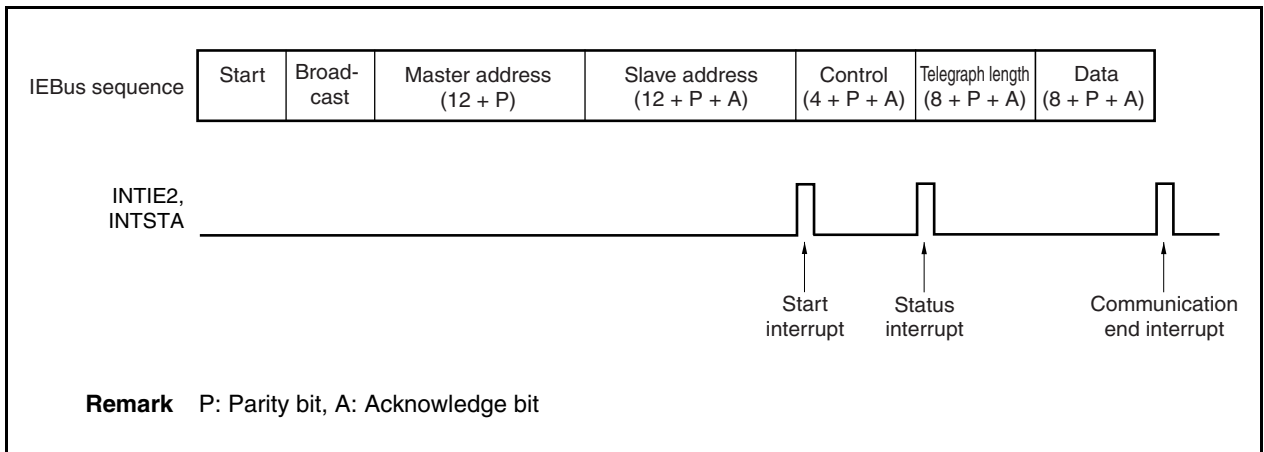 IEBus sequence
Start
Broad-
cast
Master address
(12 + P)
Slave address
(12 + P + A)
Control
(4 + P + A)
Telegraph length
(8 + P + A)
Data
(8 + P + A)
INTIE2,
INTSTA
Start
interrupt
Status
interrupt
Communication
end interrupt
Remark P: Parity bit, A: Acknowledge bit